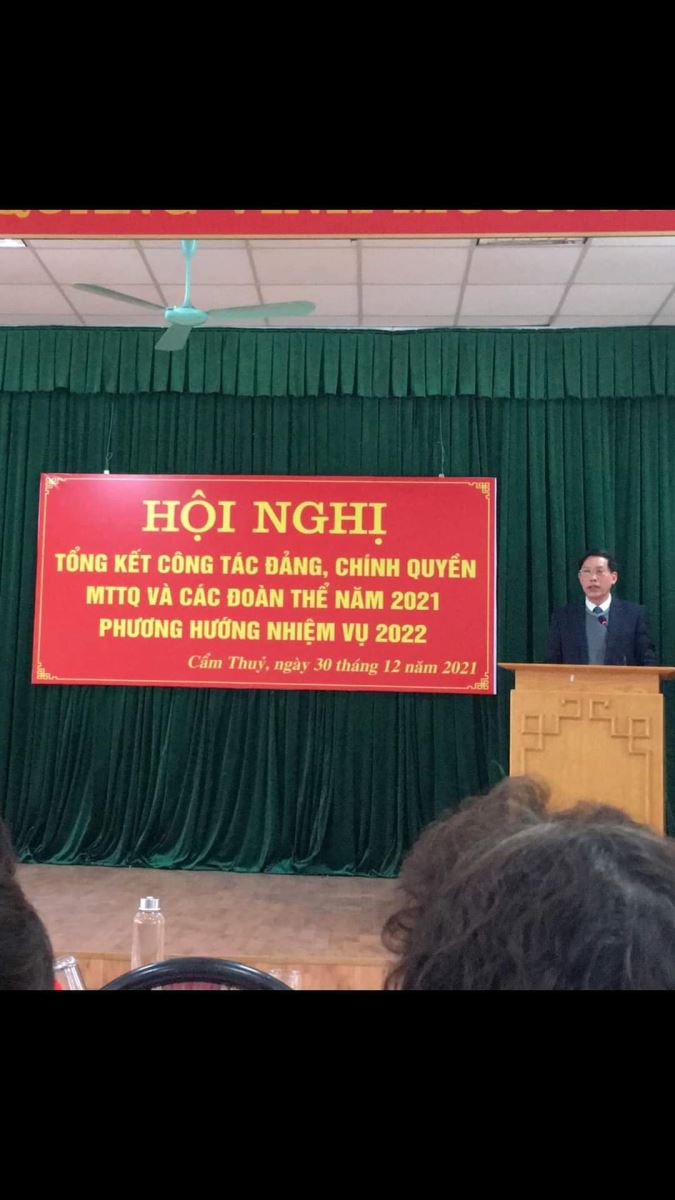 HỘI NGHỊ
TỔNG KẾT CÔNG TÁC ĐẢNG, CHÍNH QUYỀN
MTTQ VÀ CÁC ĐOÀN THỂ NĂM 2021
PHƯƠNG HƯỚNG NHIỆM VỤ 2022
Cẩm Thuỷ, ngày 30 tháng 12 năm 2021